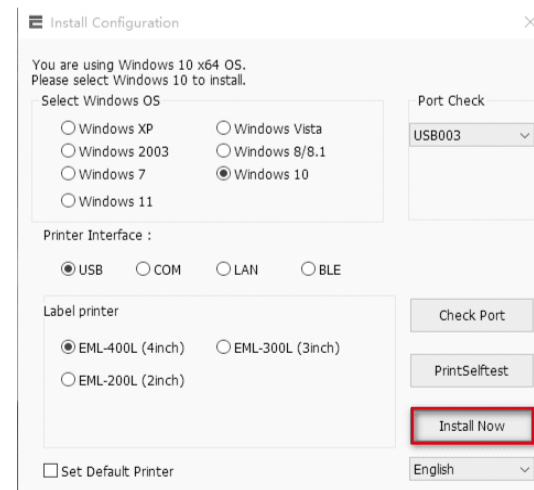 Install Configuration
You are using Windows 10 x64 OS.
Please select Windows 10 to install.
Select Windows OS
Port Check
Windows XP
Windows Vista
USB003
Windows 2003
Windows 8/8.1
Windows 7
Windows 10
Windows 11
Printer Interface :
USB
COM
LAN
BLE
Label printer
Check Port
EML-400L (4inch)
EML-300L (3inch)
PrintSelftest
EML-200L (2inch)
Install Now
Set Default Printer
English